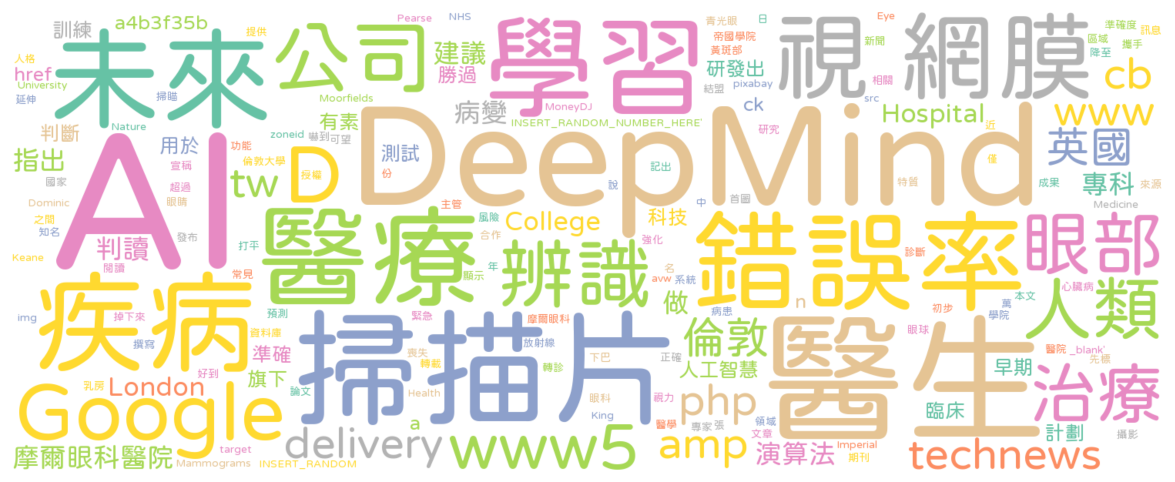 a4b3f35b
訓練
未來
提供
公司
Pearse
NHS
建議
學習
青光眼
Eye
日
準確度
訊息
帝國學院
新聞
區域
視網膜
降至
攜手
人格
href
勝過
黃斑部
研發出
相關
cb
University
延伸
掃瞄
Moorfields
結盟
pixabay
src
病變
MoneyDJ
ck
Hospital
www
Nature
zoneid
有素
嚇到
可望
INSERT_RANDOM_NUMBER_HERE'
研究
近
判斷
用於
功能
倫敦大學
測試
記出
僅
英國
指出
AI
宣稱
DeepMind
國家
超過
授權
份
說
特習
成果
來源
tw
D
專科
Dominic
眼睛
主管
中
首圖
Medicine
之間
發布
College
科技
知名
風險
合作
判讀
打平
強化
醫療
辨識
錯誤率
診斷
眼部
Keane
閱讀
常見
顯示
年
名
avw
系統
心臟病
疾病
做
n
萬
本文
人類
img
掉下來
預測
緊急
摩爾眼科
病患
初步
學院
撰寫
資料庫
放射線
倫敦
眼球
準確
喪失
下巴
正確
醫生
醫院
_blank'
旗下
轉載
轉診
人工智慧
早期
先標
好到
掃描片
London
乳房
論文
Health
眼科
視力
php
治療
Google
King
醫學
領域
臨床
a
專家
張
文章
計劃
攝影
delivery
www5
amp
演算法
Imperial
期刊
technews
target
摩爾眼科醫院
Mammograms
INSERT_RANDOM